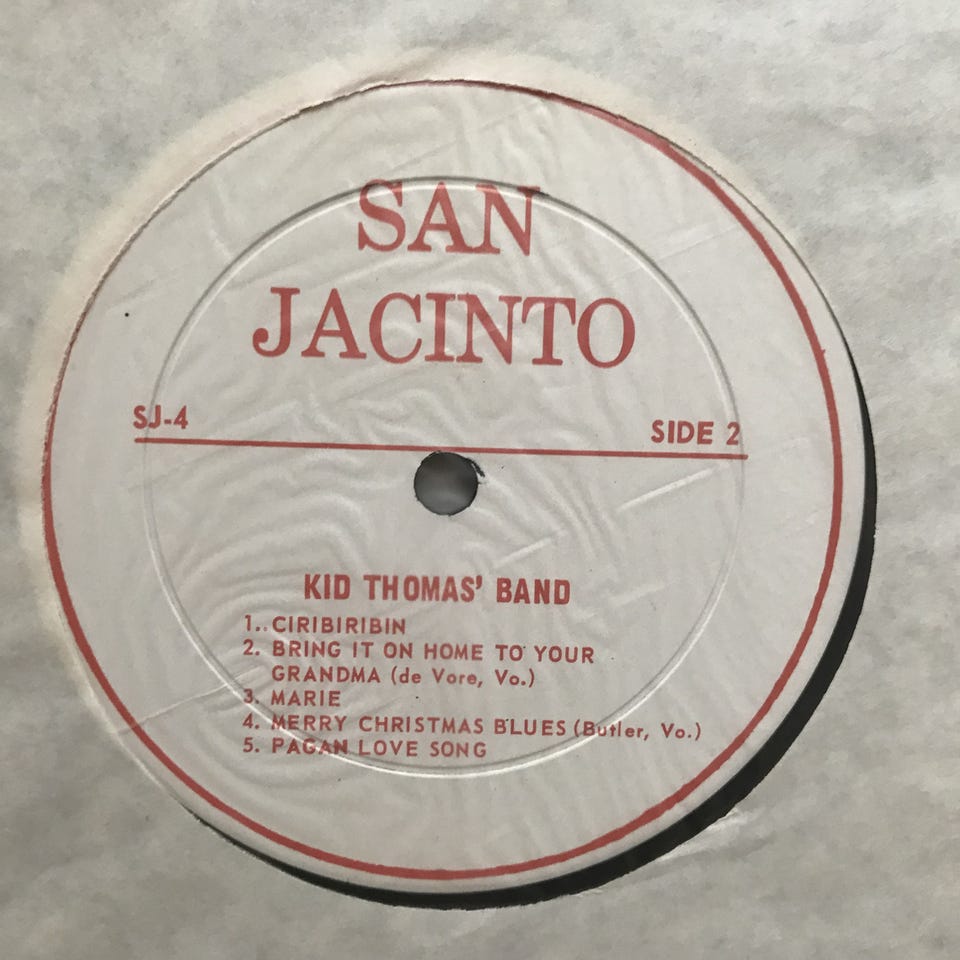 SAN
JACINTO
SJ-4
SIDE 2
KID THOMAS' BAND
1.. CIRIBIRIBIN
2. BRING IT ON HOME TO YOUR
GRANDMA (de Vore, Vo.)
3. MARIE
4. MERRY CHRISTMAS BLUES (Butler, Vo.)
5. PAGAN LOVE SONG